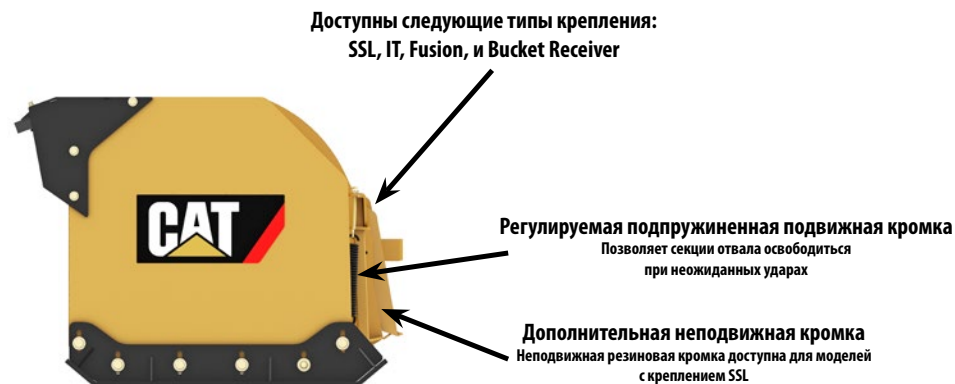 Доступны следующие типы крепления:
SSL, IT, Fusion, и Bucket Receiver
CAT
Регулируемая подпружиненная подвижная кромка
Позволяет секции отвала освободиться
при неожиданных ударах
Дополнительная неподвижная кромка
Неподвижная резиновая кромка доступна для моделей
с креплением SSL